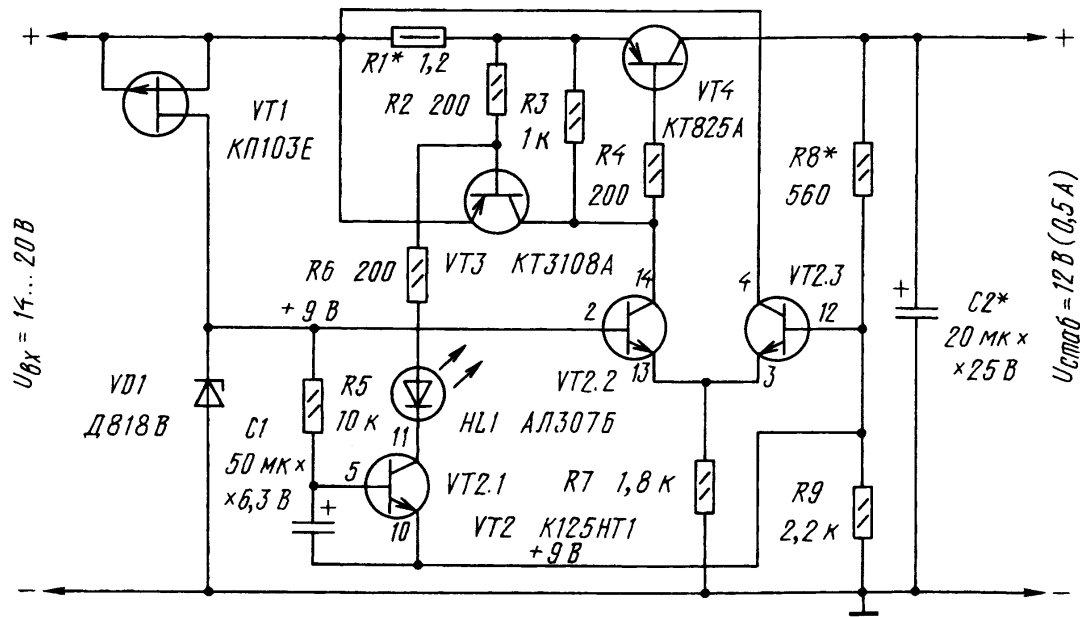 +
+
R1* 1,2
R2 200
R3
1к
VT1
КП103Е
VT4
КТ825А
R4
200
R8*
560
Uвх = 14... 20 В
Uстаб = 12 В (0,5 А)
VT3 КТ3108А
R6 200
+9 В
2
14
13
4
VT2.3
12
3
+
C2*
20 мк ×
×25 В
VD1
Д818В
R5
10 к
VT2.2
HL1 АЛ307Б
C1
50 мк ×
×6,3 В
+
5
11
10
VT2.1
VT2 К125НТ1
+9 В
R7 1,8 к
R9
2,2 к
−
−